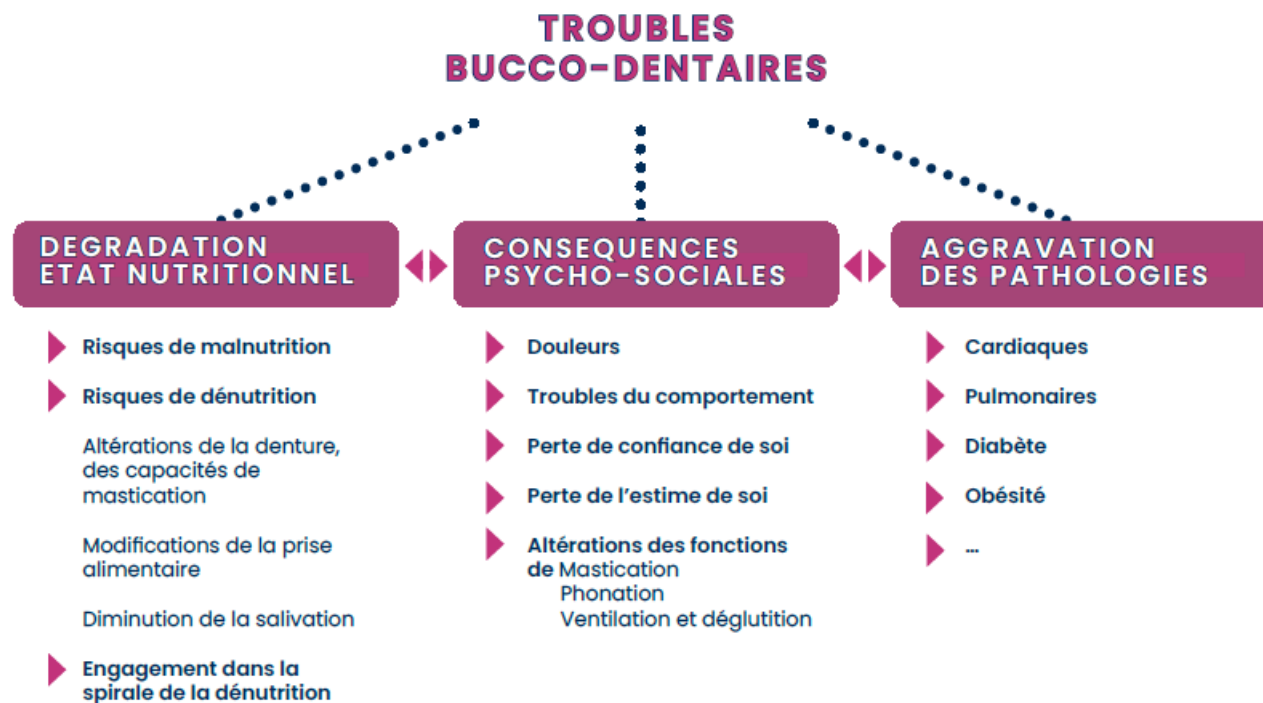 TROUBLES
BUCCO-DENTAIRES
DEGRADATION
ETAT NUTRITIONNEL
Risques de malnutrition
Risques de dénutrition
Altérations de la denture,
des capacités de
mastication
Modifications de la prise
alimentaire
Diminution de la salivation
Engagement dans la
spirale de la dénutrition
CONSEQUENCES
PSYCHO-SOCIALES
Douleurs
Troubles du comportement
Perte de confiance de soi
Perte de l'estime de soi
Altérations des fonctions
de Mastication
Phonation
Ventilation et déglutition
AGGRAVATION
DES PATHOLOGIES
Cardiaques
Pulmonaires
Diabète
Obésité
...